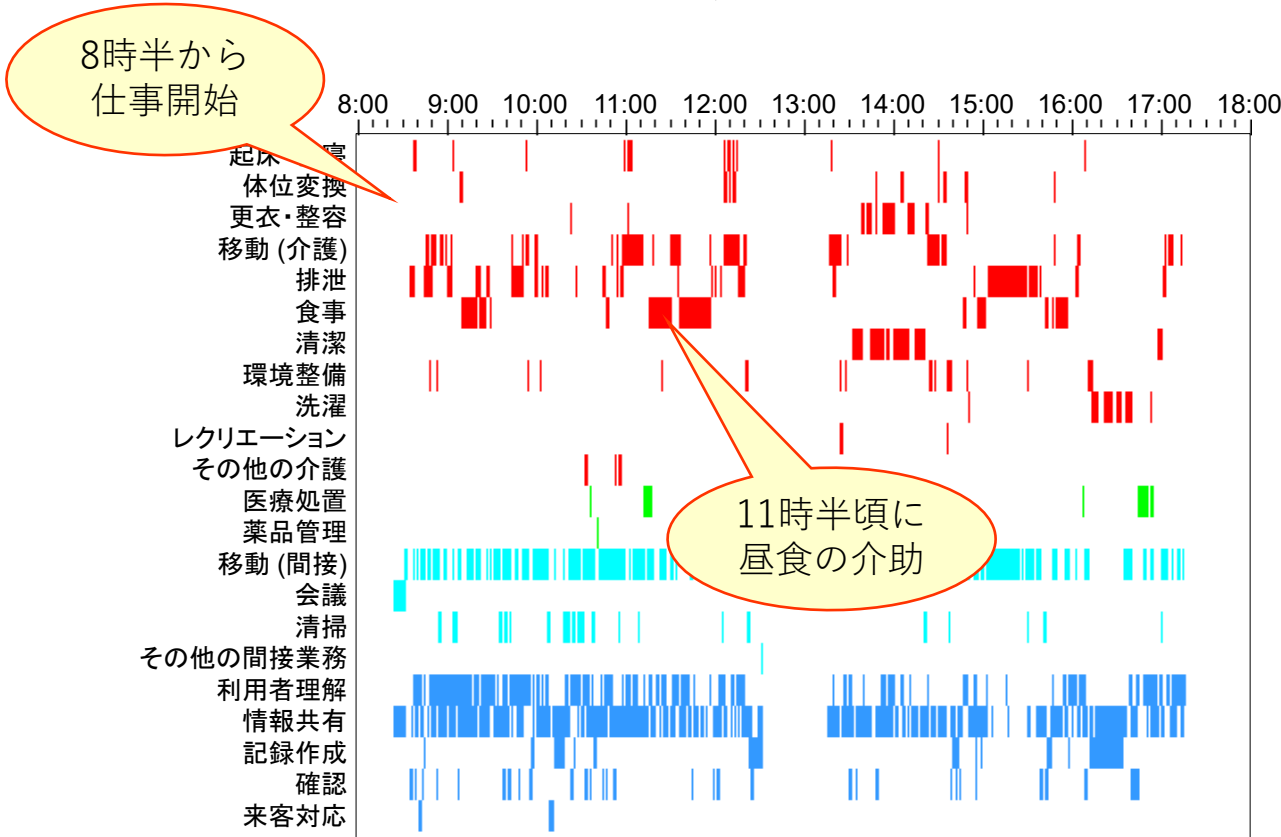 8時半から
仕事開始
8:00 9:00 10:00 11:00 12:00 13:00 14:00 15:00 16:00 17:00 18:00
起床
体位変換
更衣・整容
移動 (介護)
排泄
食事
清潔
環境整備
洗濯
レクリエーション
その他の介護
医療処置
薬品管理
移動 (間接)
会議
清掃
その他の間接業務
利用者理解
情報共有
記録作成
確認
来客対応
11時半頃に
昼食の介助